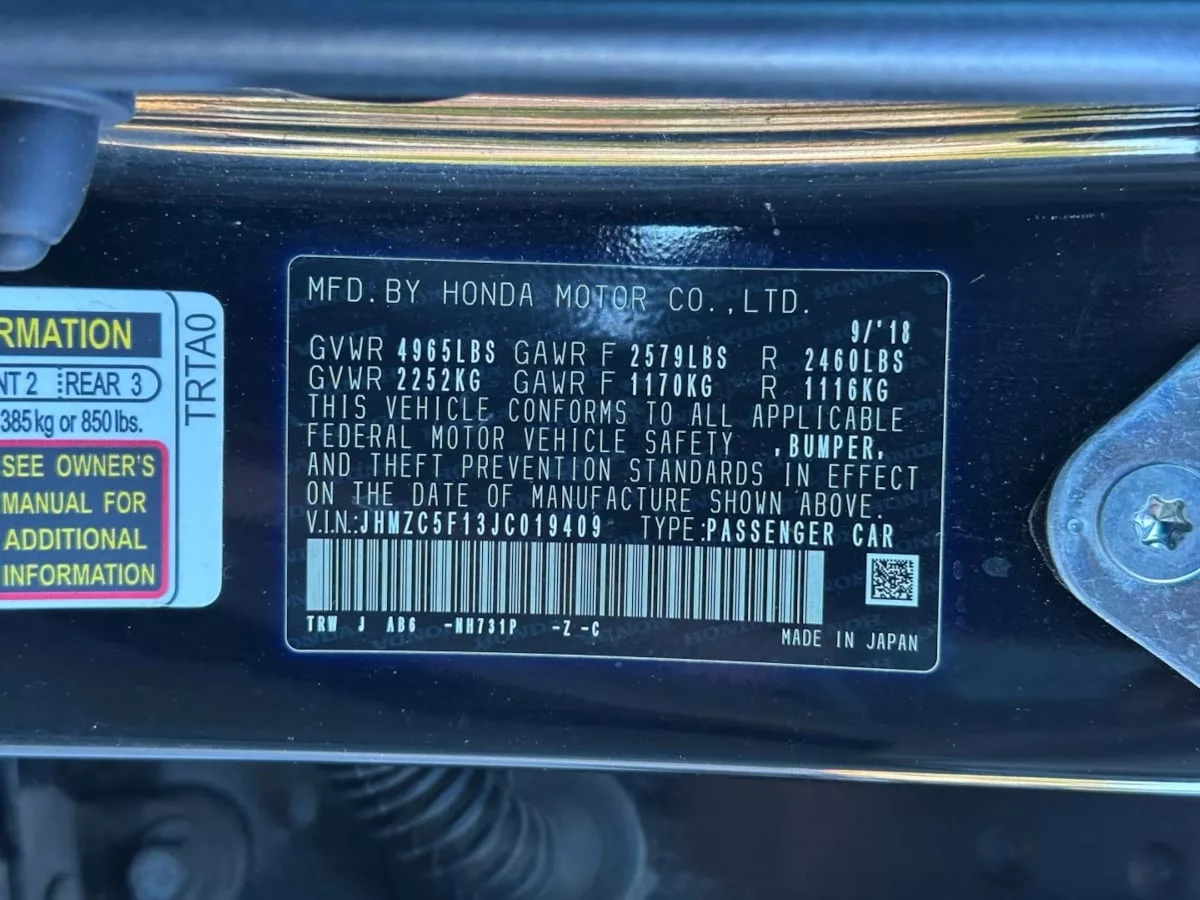 RMATION
NT 2 REAR 3
385 kg or 850 lbs.
SEE OWNER'S
MANUAL FOR
ADDITIONAL
INFORMATION
TRTA0
MFD. BY HONDA MOTOR CO.,LTD.
9/'18
GVWR 4965LBS GAWR F 2579LBS R 2460LBS
GVWR 2252KG GAWR F 1170KG R 1116KG
THIS VEHICLE CONFORMS TO ALL APPLICABLE
FEDERAL MOTOR VEHICLE SAFETY ,BUMPER,
AND THEFT PREVENTION STANDARDS IN EFFECT
ON THE DATE OF MANUFACTURE SHOWN ABOVE.
V.I.N.:JHMZC5F13JC019409 TYPE:PASSENGER CAR
TRW J AB6 -NH731P -Z -C
MADE IN JAPAN